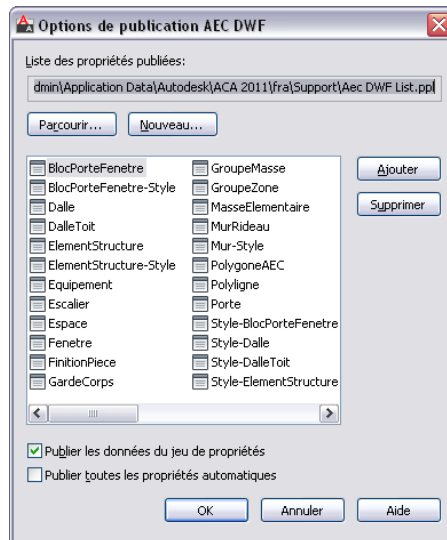 Options de publication AEC DWF
Liste des propriétés publiées:
dmin\Application Data\Autodesk\ACA 2011\fra\Support\Aec DWF List.ppl
Parcourir... Nouveau...
BlocPorteFenetre GroupeMasse Ajouter
BlocPorteFenetre-Style GroupeZone
Dalle MasseElementaire Supprimer
DalleToit MurRideau
ElementStructure Mur-Style
ElementStructure-Style PolygoneAEC
Equipement Polyligne
Escalier Porte
Espace Style-BlocPorteFenetre
Fenetre Style-Dalle
FinitionPiece Style-DalleToit
GardeCorps Style-ElementStructure
Publier les données du jeu de propriétés
Publier toutes les propriétés automatiques
OK Annuler Aide